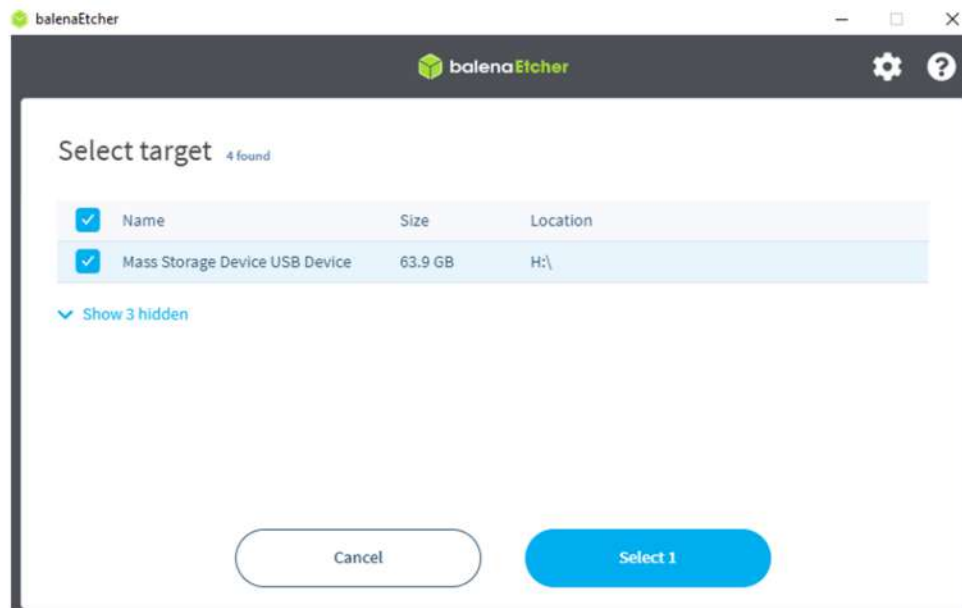 balenaEtcher
balenaEtcher
Select target 4 found
Name Size Location
Mass Storage Device USB Device 63.9 GB H:\
Show 3 hidden
Cancel Select 1